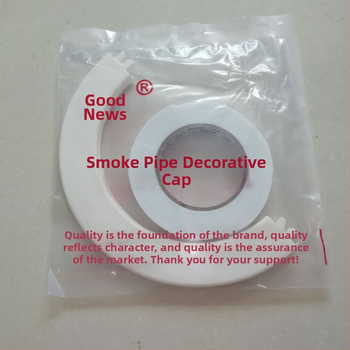 Good ®
News
Smoke Pipe Decorative
Cap
Quality is the foundation of the brand, quality
reflects character, and quality is the assurance
of the market. Thank you for your support!